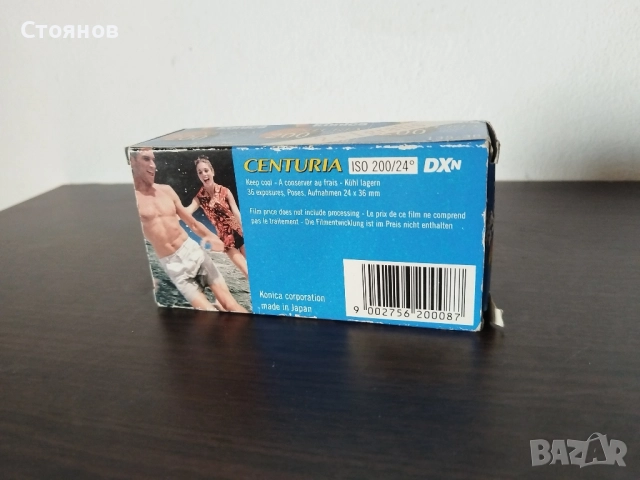 Стоянов
CENTURIA ISO 200/24° DXN
Keep cool - A conserver au frais - Kühl lagern
36 exposures, Poses, Aufnahmen 24 x 36 mm
Film price does not include processing - Le prix de ce film ne comprend
pas le traitement - Die Filmentwicklung ist im Preis nicht enthalten
Konica corporation
made in Japan
9 002756 200087
BAZAR